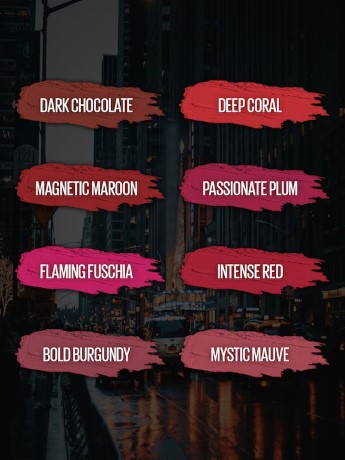 DARK CHOCOLATE
DEEP CORAL
MAGNETIC MAROON
PASSIONATE PLUM
FLAMING FUSCHIA
INTENSE RED
BOLD BURGUNDY
MYSTIC MAUVE